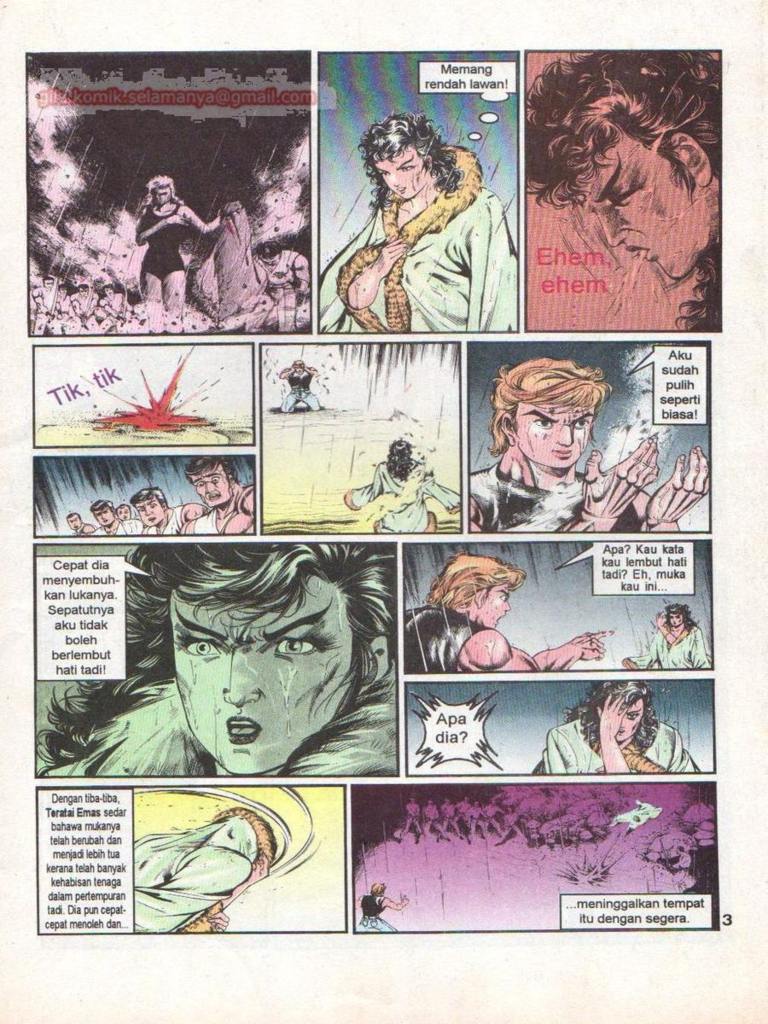 gila.komik.selamanya@gmail.com
Memang
rendah lawan!
Ehem,
ehem
Tik, tik
Aku
sudah
pulih
seperti
biasa!
Cepat dia
menyembuh-
kan lukanya.
Sepatutnya
aku tidak
boleh
berlembut
hati tadi!
Apa? Kau kata
kau lembut hati
tadi? Eh, muka
kau ini...
Apa
dia?
Dengan tiba-tiba,
Teratai Emas sedar
bahawa mukanya
telah berubah dan
menjadi lebih tua
kerana telah banyak
kehabisan tenaga
dalam pertempuran
tadi. Dia pun cepat-
cepat menoleh dan...
...meninggalkan tempat
itu dengan segera.
3